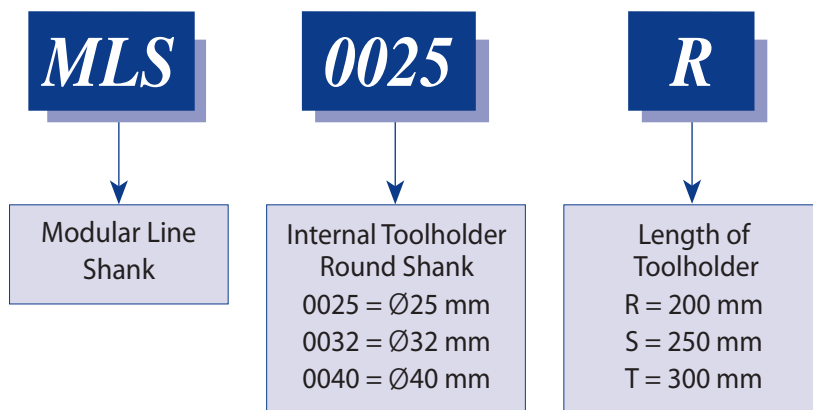 MLS 0025 R
Modular Line
Shank
Internal Toolholder
Round Shank
0025 = Ø25 mm
0032 = Ø32 mm
0040 = Ø40 mm
Length of
Toolholder
R = 200 mm
S = 250 mm
T = 300 mm